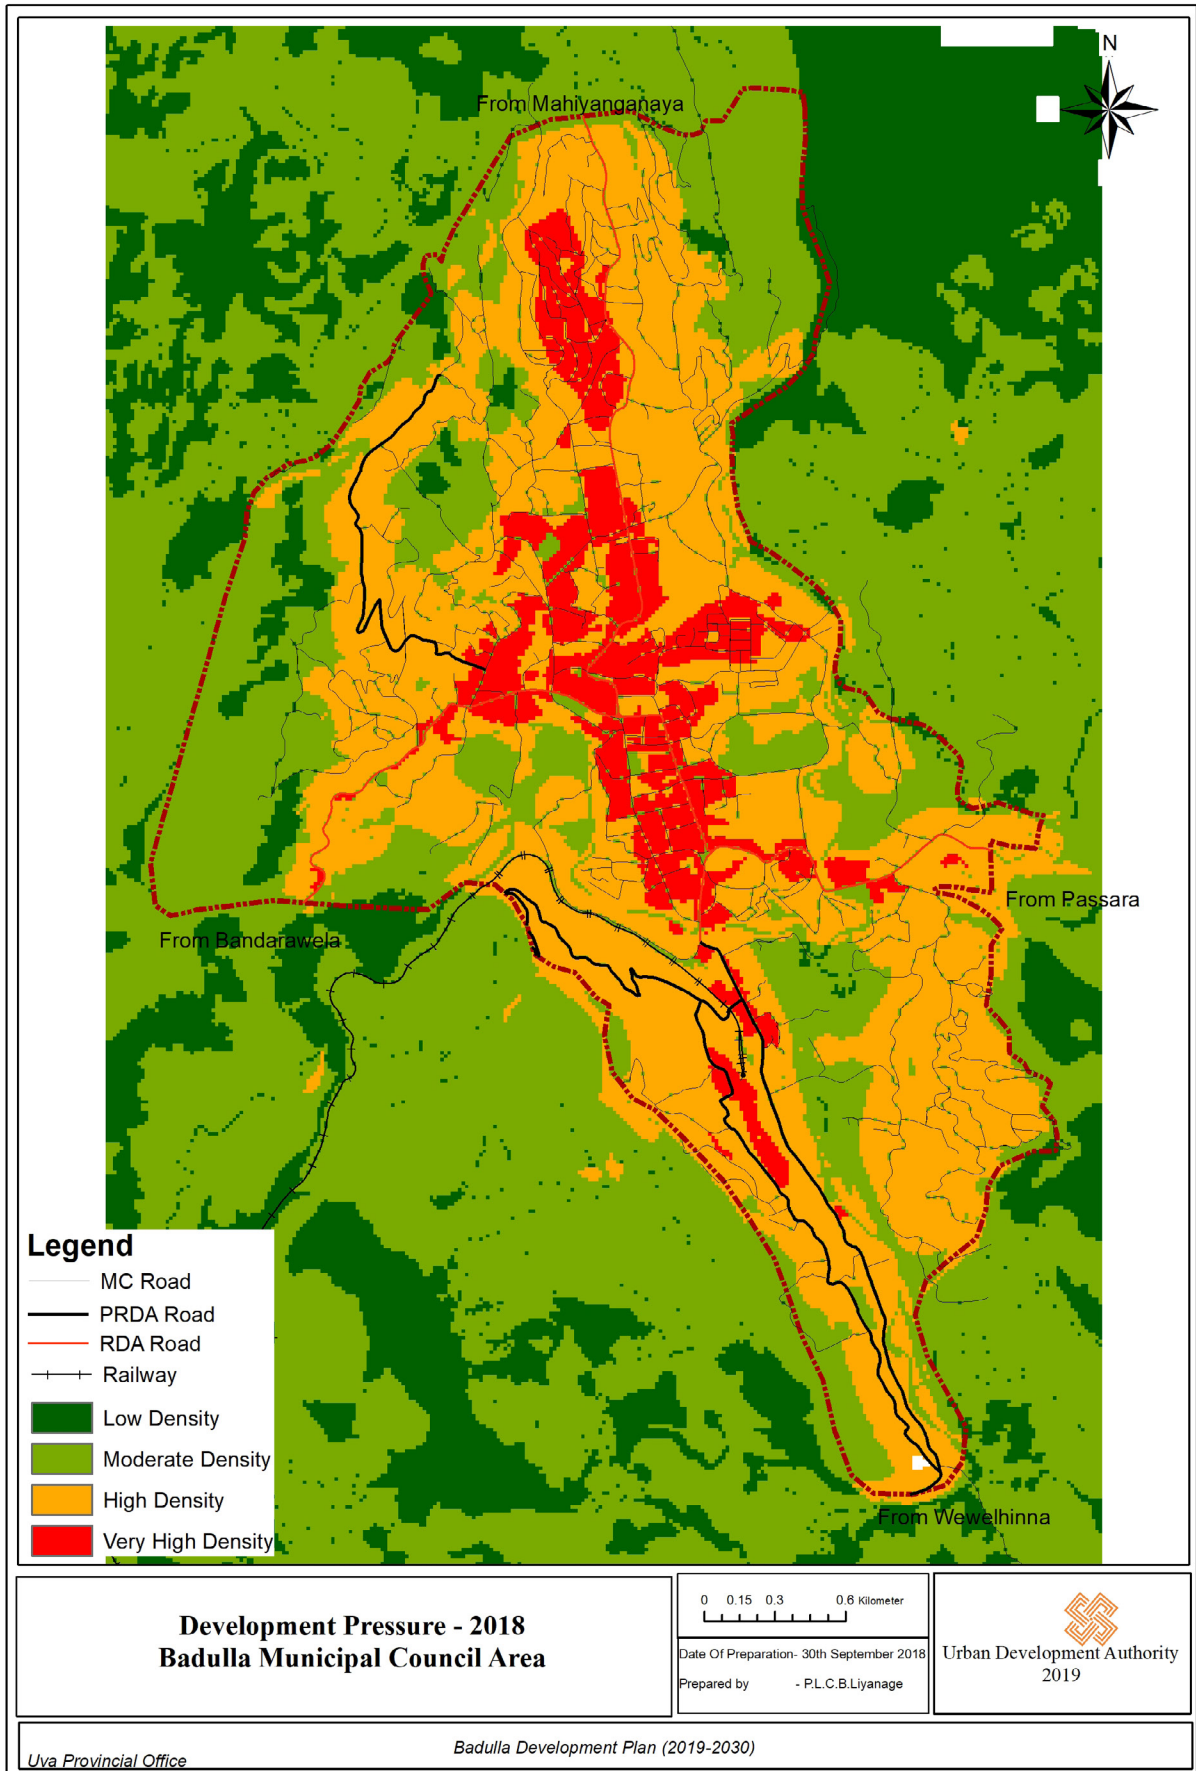 N
From Mahiyanganaya
From Passara
From Bandarawela
From Wewelhinna
Legend
MC Road
PRDA Road
RDA Road
Railway
Low Density
Moderate Density
High Density
Very High Density
Development Pressure - 2018
Badulla Municipal Council Area
0 0.15 0.3 0.6 Kilometer
Date Of Preparation- 30th September 2018
Prepared by - P.L.C.B.Liyanage
Urban Development Authority
2019
Badulla Development Plan (2019-2030)
Uva Provincial Office